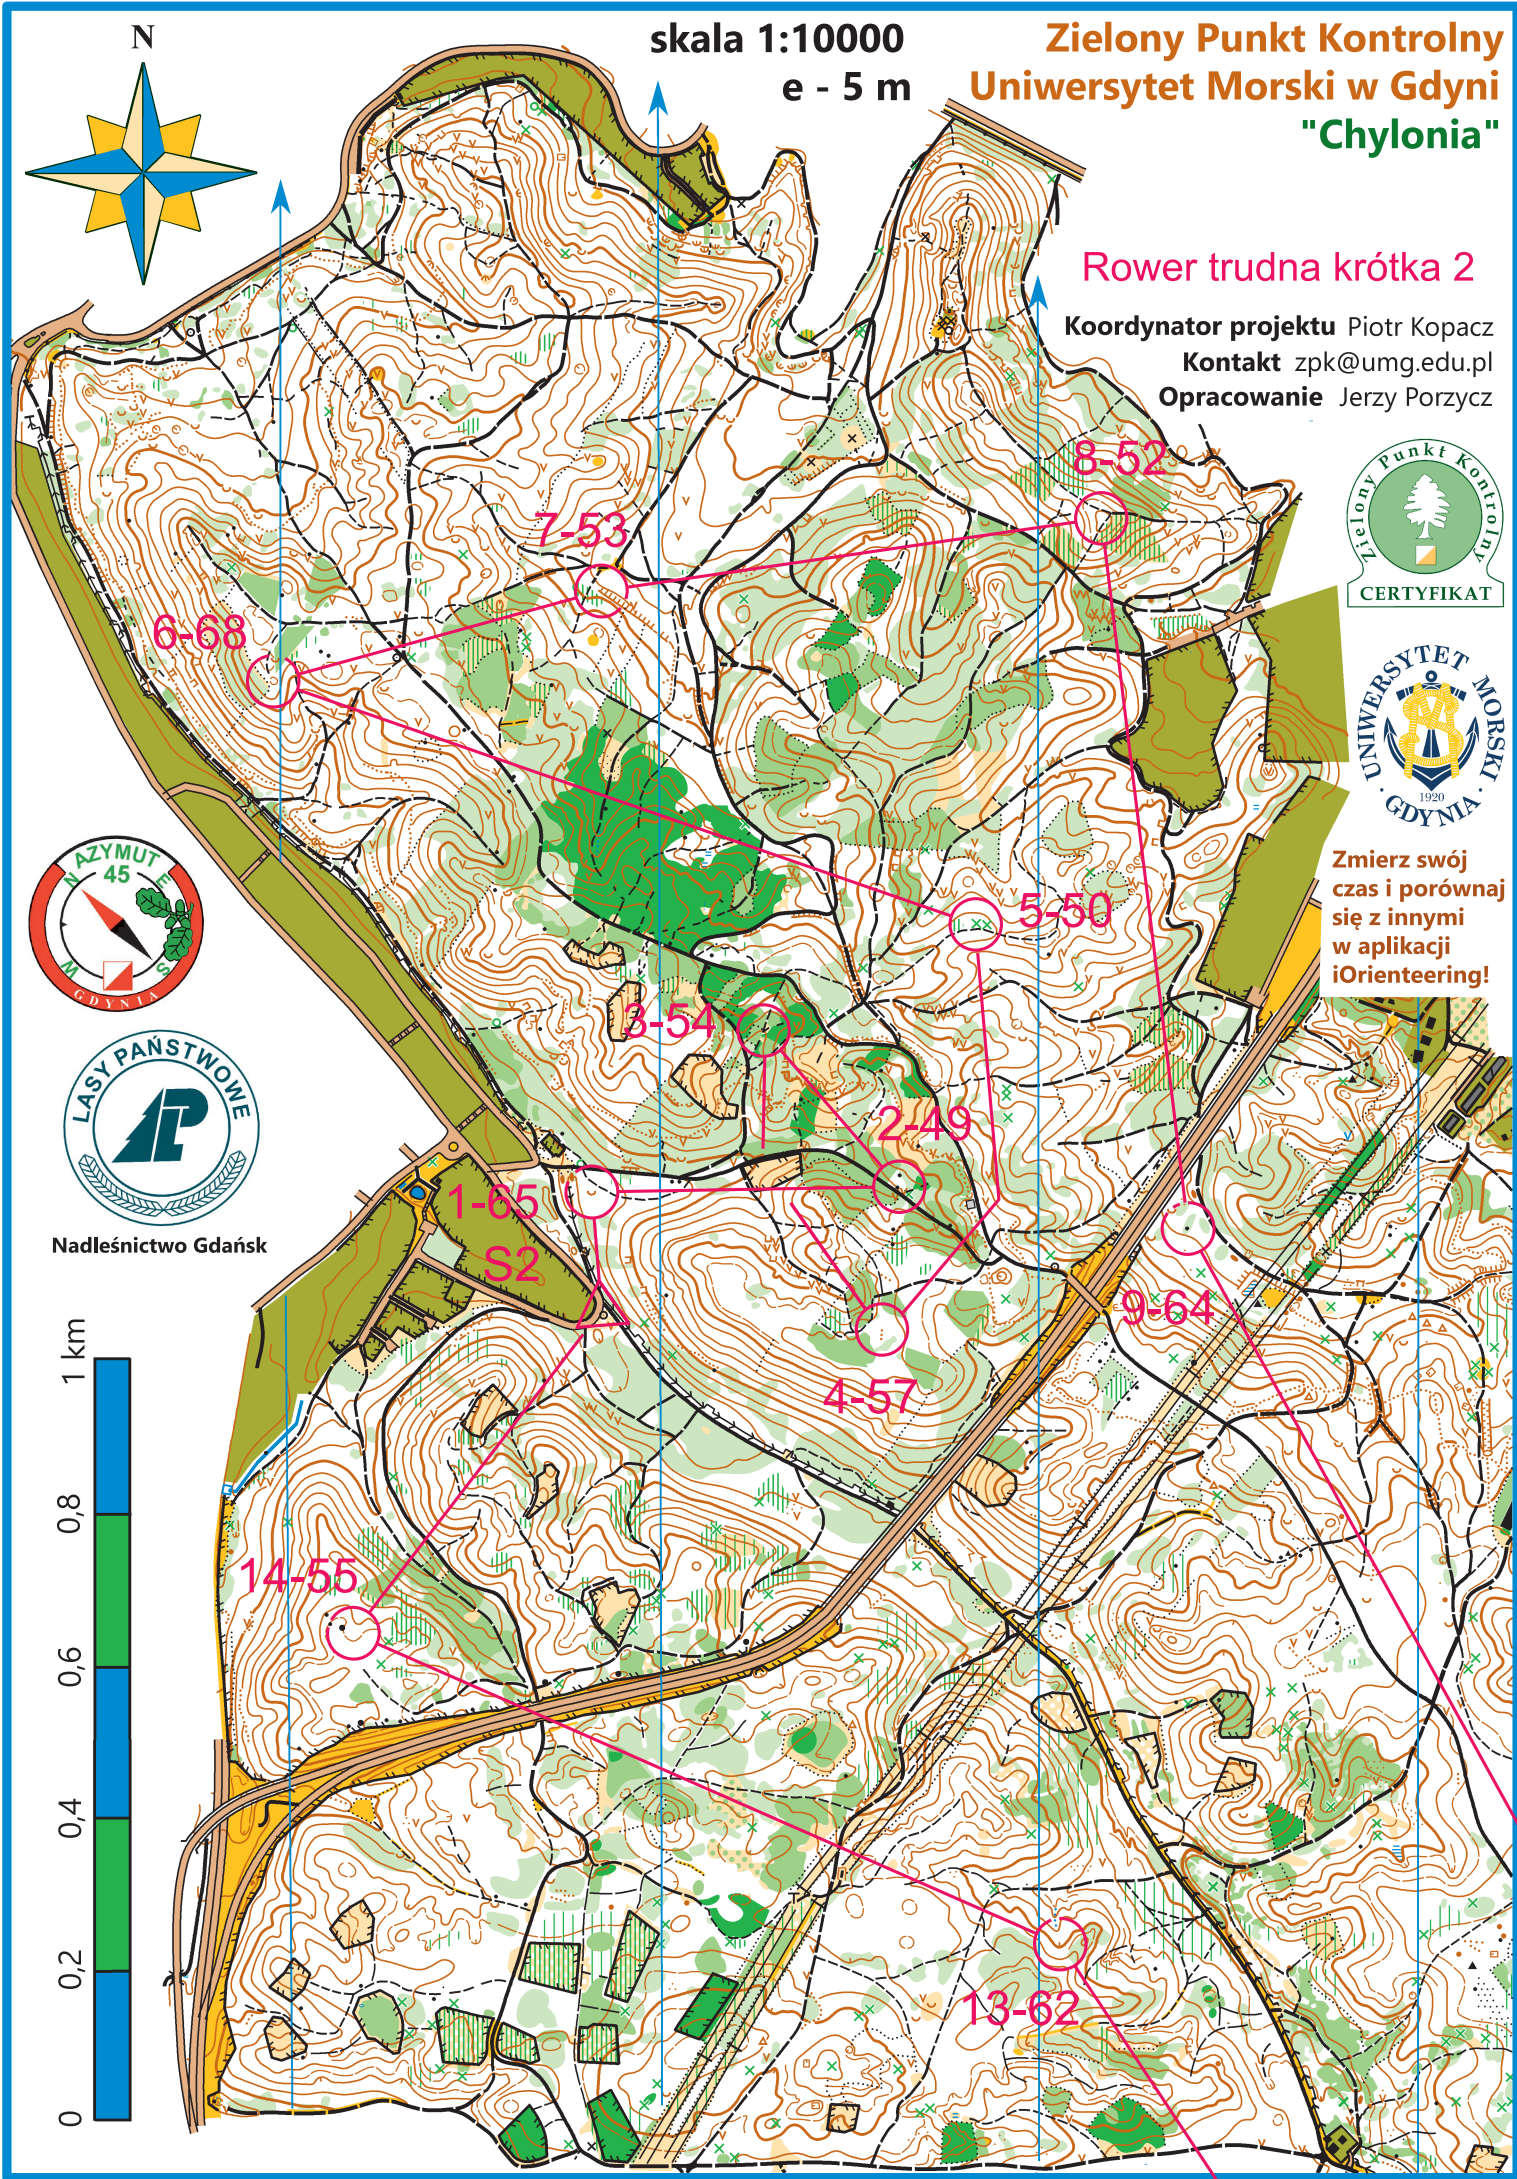 N
skala 1:10000
e - 5 m
Zielony Punkt Kontrolny
Uniwersytet Morski w Gdyni
"Chylonia"
Rower trudna krótka 2
Koordynator projektu Piotr Kopacz
Kontakt zpk@umg.edu.pl
Opracowanie Jerzy Porzycz
Zielony Punkt Kontrolny
CERTYFIKAT
UNIWERSYTET MORSKI
· GDYNIA ·
1920
Zmierz swój
czas i porównaj
się z innymi
w aplikacji
iOrienteering!
8-52
7-53
6-68
5-50
3-54
2-49
1-65
S2
4-57
9-64
14-55
13-62
AZYMUT
45
N
E
W
S
GDYNIA
LASY PAŃSTWOWE
LP
Nadleśnictwo Gdańsk
1 km
0,8
0,6
0,4
0,2
0